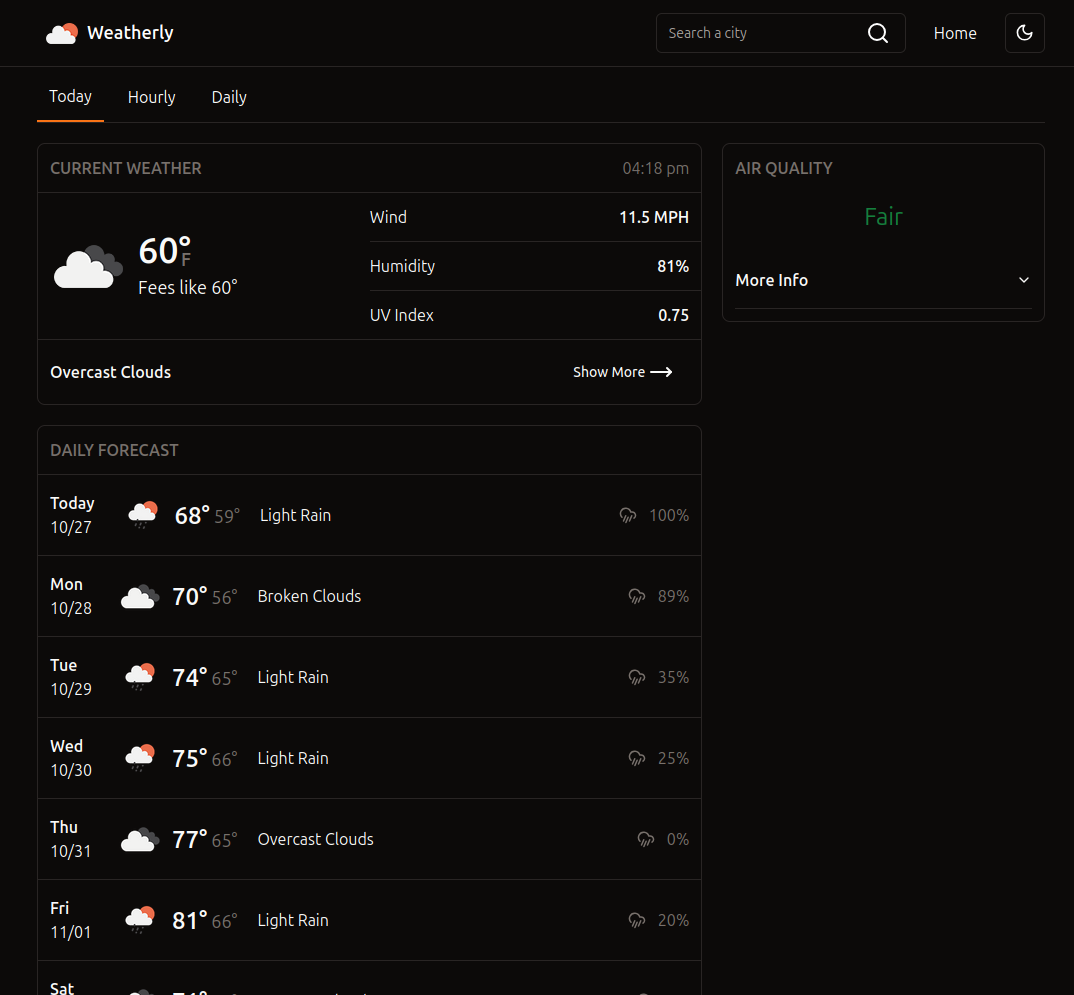 Weatherly
Search a city
Home
Today Hourly Daily
CURRENT WEATHER 04:18 pm
60°F
Fees like 60°
Wind 11.5 MPH
Humidity 81%
UV Index 0.75
Overcast Clouds Show More
AIR QUALITY
Fair
More Info
DAILY FORECAST
Today
10/27
68° 59° Light Rain 100%
Mon
10/28
70° 56° Broken Clouds 89%
Tue
10/29
74° 65° Light Rain 35%
Wed
10/30
75° 66° Light Rain 25%
Thu
10/31
77° 65° Overcast Clouds 0%
Fri
11/01
81° 66° Light Rain 20%
Sat